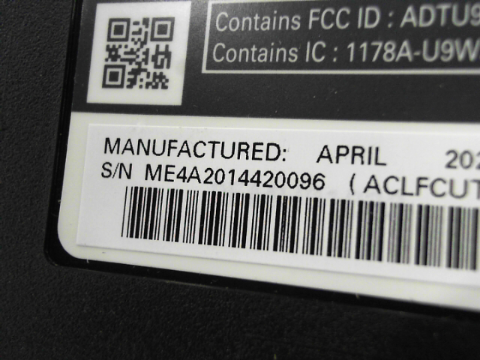 Contains FCC ID : ADTU9
Contains IC : 1178A-U9W
MANUFACTURED: APRIL 202
S/N ME4A2014420096 ( ACLFCUT